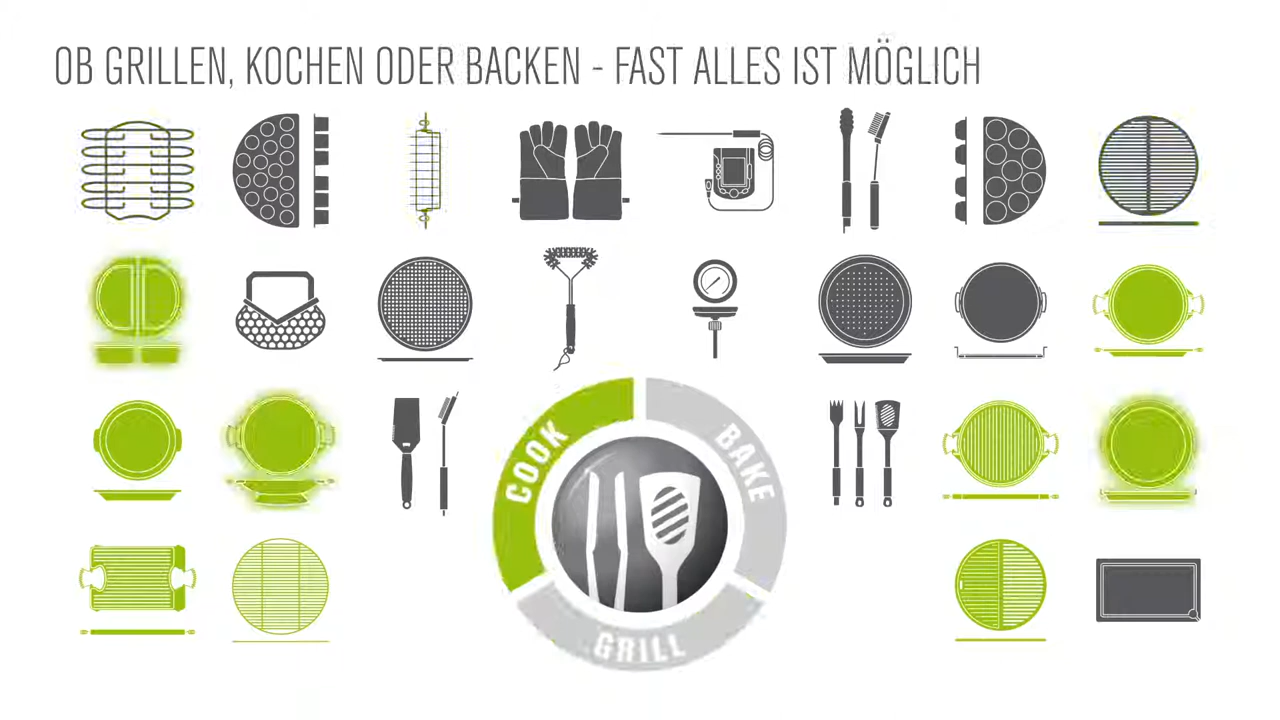 OB GRILLEN, KOCHEN ODER BACKEN - FAST ALLES IST MÖGLICH
COOK
BAKE
GRILL